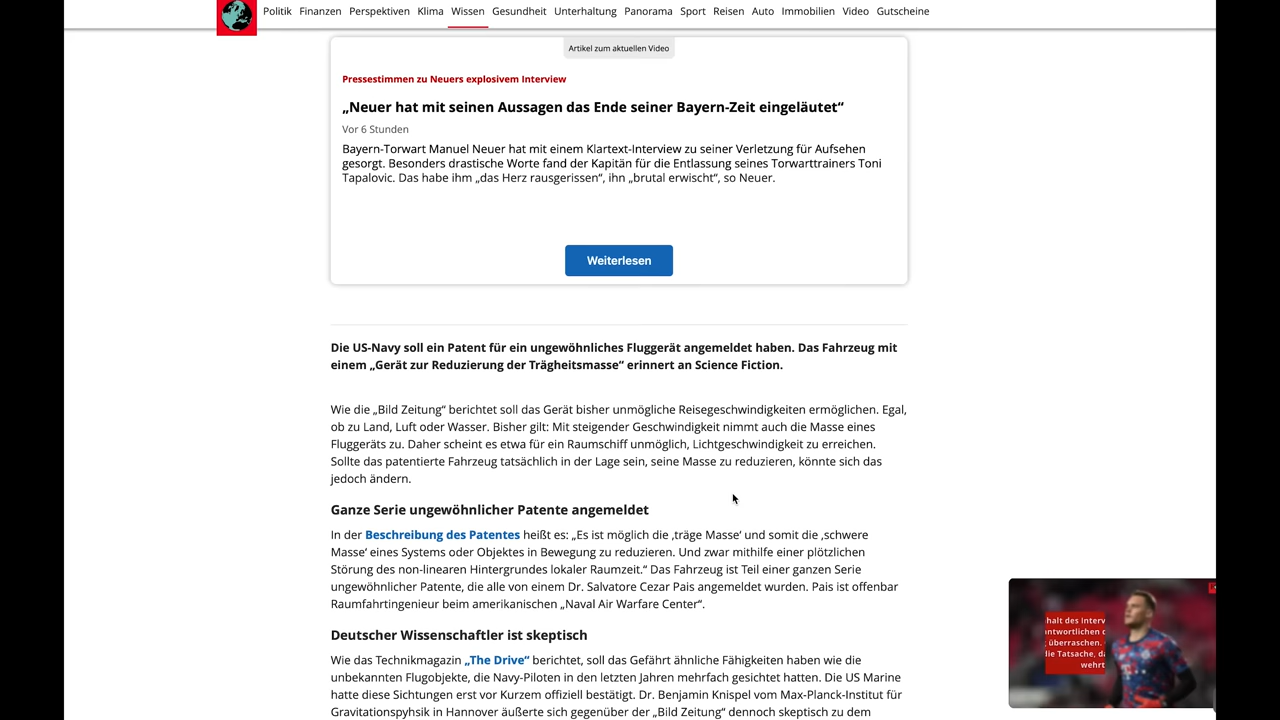 Politik Finanzen Perspektiven Klima Wissen Gesundheit Unterhaltung Panorama Sport Reisen Auto Immobilien Video Gutscheine
Artikel zum aktuellen Video
Pressestimmen zu Neuers explosivem Interview
„Neuer hat mit seinen Aussagen das Ende seiner Bayern-Zeit eingeläutet“
Vor 6 Stunden
Bayern-Torwart Manuel Neuer hat mit einem Klartext-Interview zu seiner Verletzung für Aufsehen
gesorgt. Besonders drastische Worte fand der Kapitän für die Entlassung seines Torwarttrainers Toni
Tapalovic. Das habe ihm „das Herz rausgerissen“, ihn „brutal erwischt“, so Neuer.
Weiterlesen
Die US-Navy soll ein Patent für ein ungewöhnliches Fluggerät angemeldet haben. Das Fahrzeug mit
einem „Gerät zur Reduzierung der Trägheitsmasse“ erinnert an Science Fiction.
Wie die „Bild Zeitung“ berichtet soll das Gerät bisher unmögliche Reisegeschwindigkeiten ermöglichen. Egal,
ob zu Land, Luft oder Wasser. Bisher gilt: Mit steigender Geschwindigkeit nimmt auch die Masse eines
Fluggeräts zu. Daher scheint es etwa für ein Raumschiff unmöglich, Lichtgeschwindigkeit zu erreichen.
Sollte das patentierte Fahrzeug tatsächlich in der Lage sein, seine Masse zu reduzieren, könnte sich das
jedoch ändern.
Ganze Serie ungewöhnlicher Patente angemeldet
In der Beschreibung des Patentes heißt es: „Es ist möglich die ‚träge Masse‘ und somit die ‚schwere
Masse‘ eines Systems oder Objektes in Bewegung zu reduzieren. Und zwar mithilfe einer plötzlichen
Störung des non-linearen Hintergrundes lokaler Raumzeit.“ Das Fahrzeug ist Teil einer ganzen Serie
ungewöhnlicher Patente, die alle von einem Dr. Salvatore Cezar Pais angemeldet wurden. Pais ist offenbar
Raumfahrtingenieur beim amerikanischen „Naval Air Warfare Center“.
Deutscher Wissenschaftler ist skeptisch
Wie das Technikmagazin „The Drive“ berichtet, soll das Gefährt ähnliche Fähigkeiten haben wie die
unbekannten Flugobjekte, die Navy-Piloten in den letzten Jahren mehrfach gesichtet hatten. Die US Marine
hatte diese Sichtungen erst vor Kurzem offiziell bestätigt. Dr. Benjamin Knispel vom Max-Planck-Institut für
Gravitationspyhsik in Hannover äußerte sich gegenüber der „Bild Zeitung“ dennoch skeptisch zu dem
halt des Interv
antwortlichen
überraschen.
die Tatsache, da
wehrt